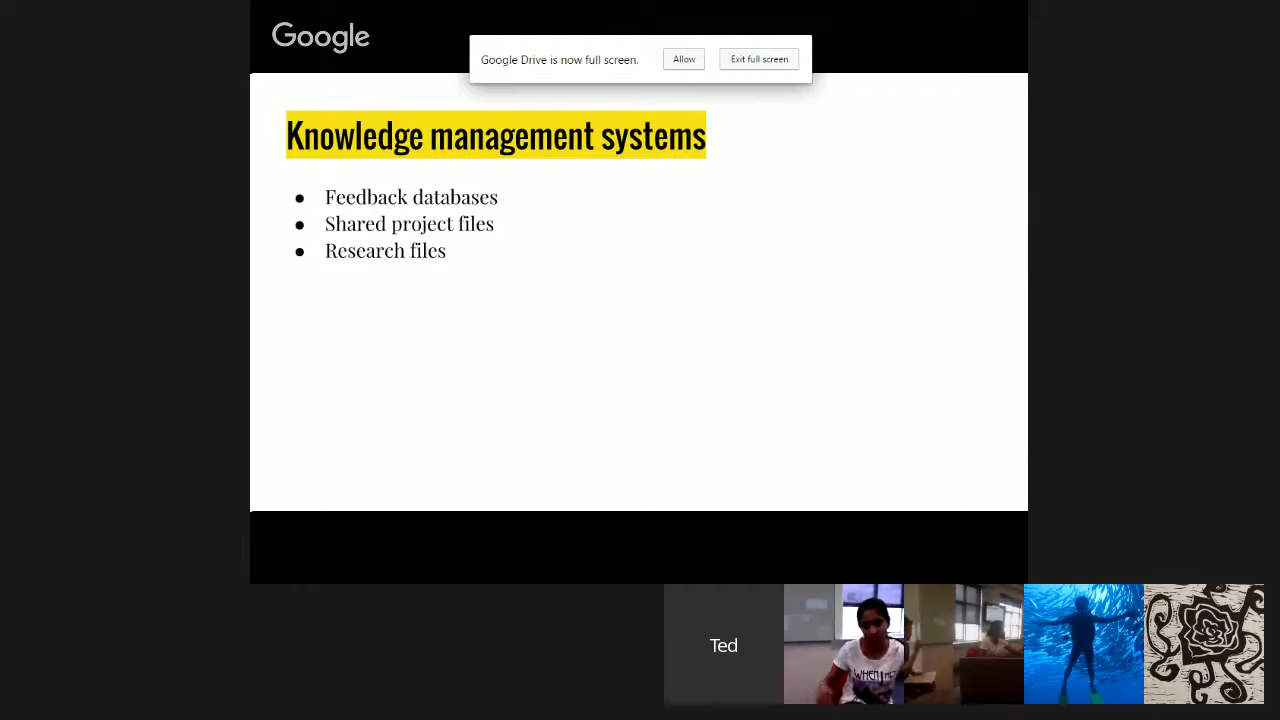 Google
Google Drive is now full screen.
Allow
Exit full screen
Knowledge management systems
● Feedback databases
● Shared project files
● Research files
Ted